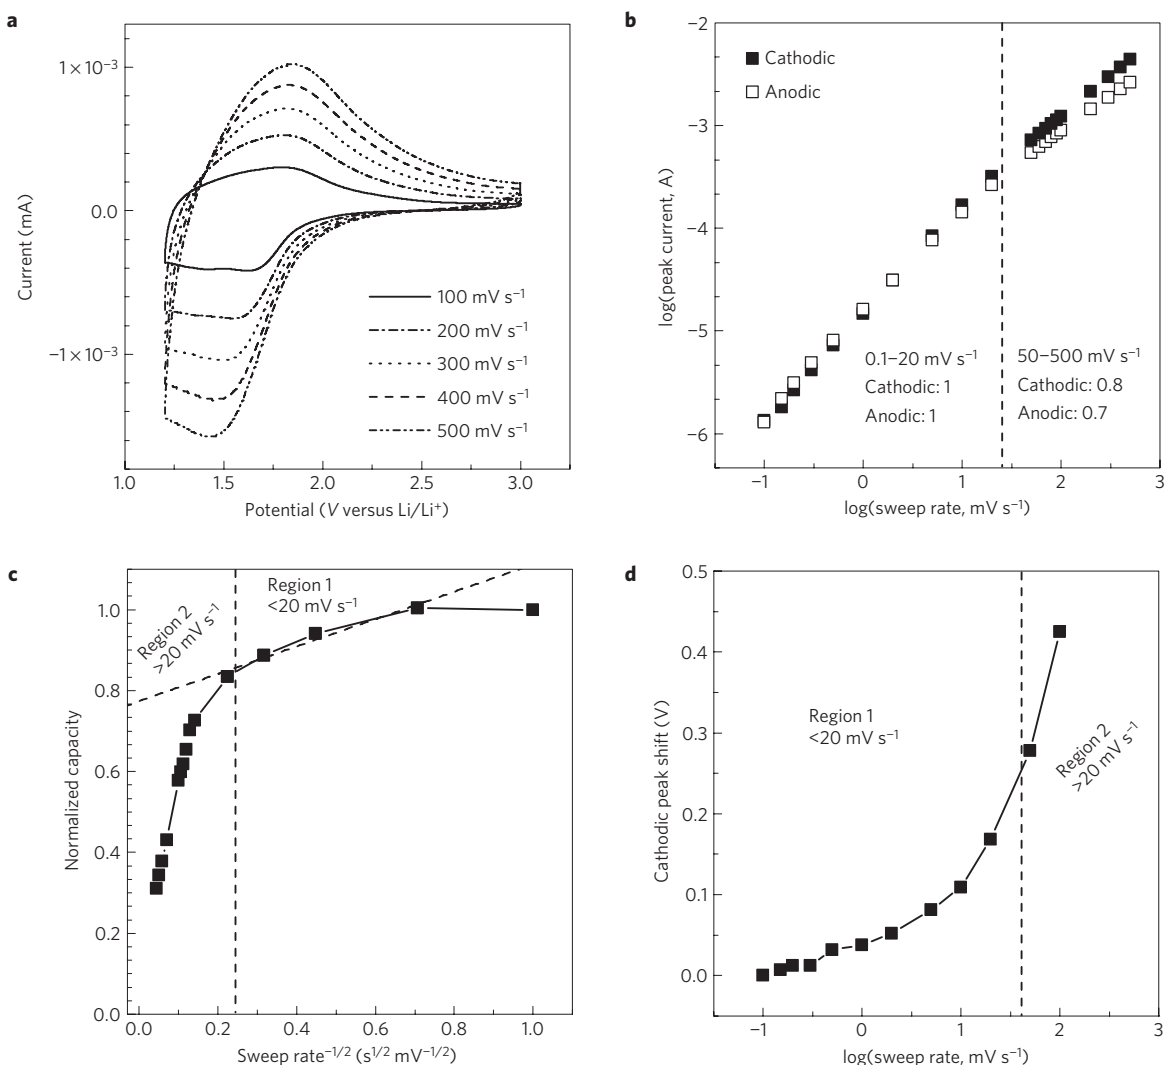 a
1×10⁻³
0.0
−1×10⁻³
Current (mA)
100 mV s⁻¹
200 mV s⁻¹
300 mV s⁻¹
400 mV s⁻¹
500 mV s⁻¹
1.0 1.5 2.0 2.5 3.0
Potential (V versus Li/Li⁺)
b
−2
−3
−4
−5
−6
log(peak current, A)
Cathodic
Anodic
0.1–20 mV s⁻¹
Cathodic: 1
Anodic: 1
50–500 mV s⁻¹
Cathodic: 0.8
Anodic: 0.7
−1 0 1 2 3
log(sweep rate, mV s⁻¹)
c
1.0
0.8
0.6
0.4
0.2
0.0
Normalized capacity
Region 2
>20 mV s⁻¹
Region 1
<20 mV s⁻¹
0.0 0.2 0.4 0.6 0.8 1.0
Sweep rate⁻¹/² (s¹/² mV⁻¹/²)
d
0.5
0.4
0.3
0.2
0.1
0.0
Cathodic peak shift (V)
Region 1
<20 mV s⁻¹
Region 2
>20 mV s⁻¹
−1 0 1 2 3
log(sweep rate, mV s⁻¹)